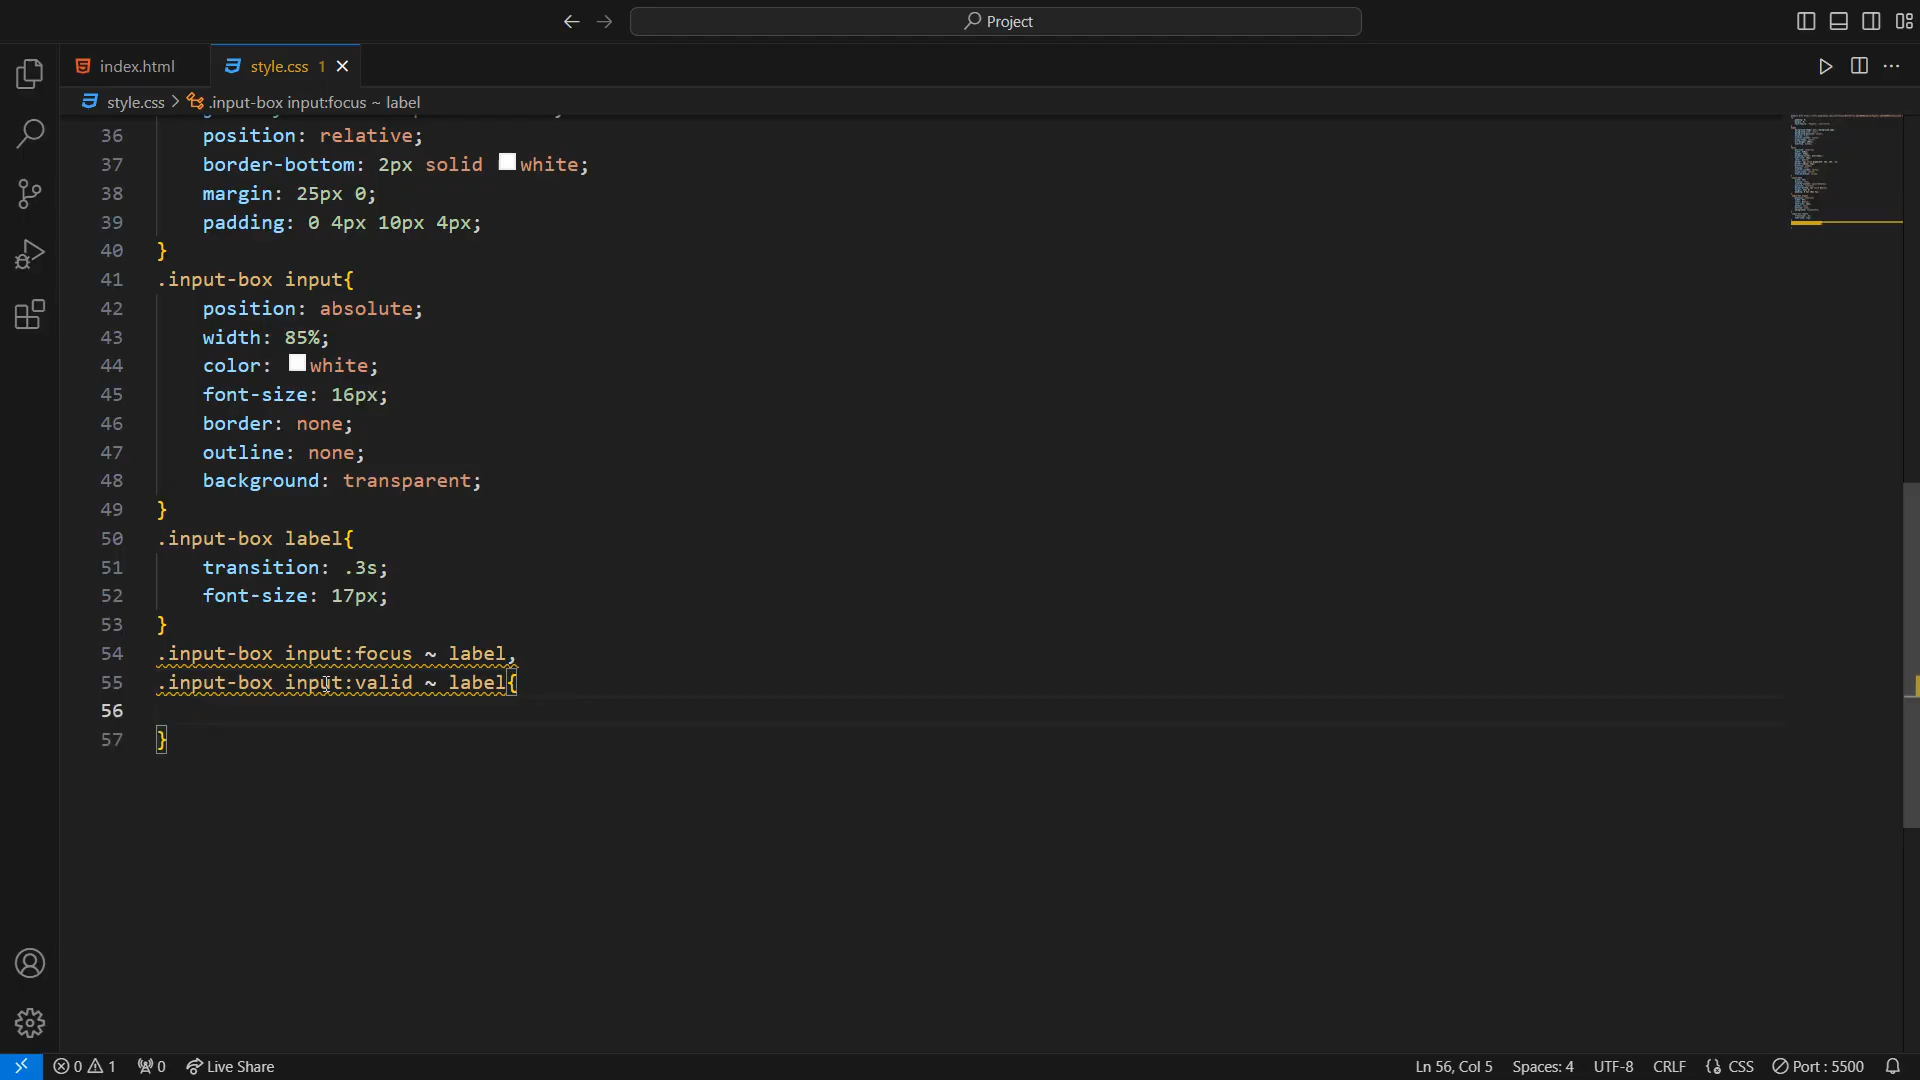 Project
index.html
style.css 1
style.css > .input-box input:focus ~ label
36 position: relative;
37 border-bottom: 2px solid white;
38 margin: 25px 0;
39 padding: 0 4px 10px 4px;
40 }
41 .input-box input{
42 position: absolute;
43 width: 85%;
44 color: white;
45 font-size: 16px;
46 border: none;
47 outline: none;
48 background: transparent;
49 }
50 .input-box label{
51 transition: .3s;
52 font-size: 17px;
53 }
54 .input-box input:focus ~ label,
55 .input-box input:valid ~ label{
56
57 }
0 1 0 Live Share Ln 56, Col 5 Spaces: 4 UTF-8 CRLF CSS Port : 5500